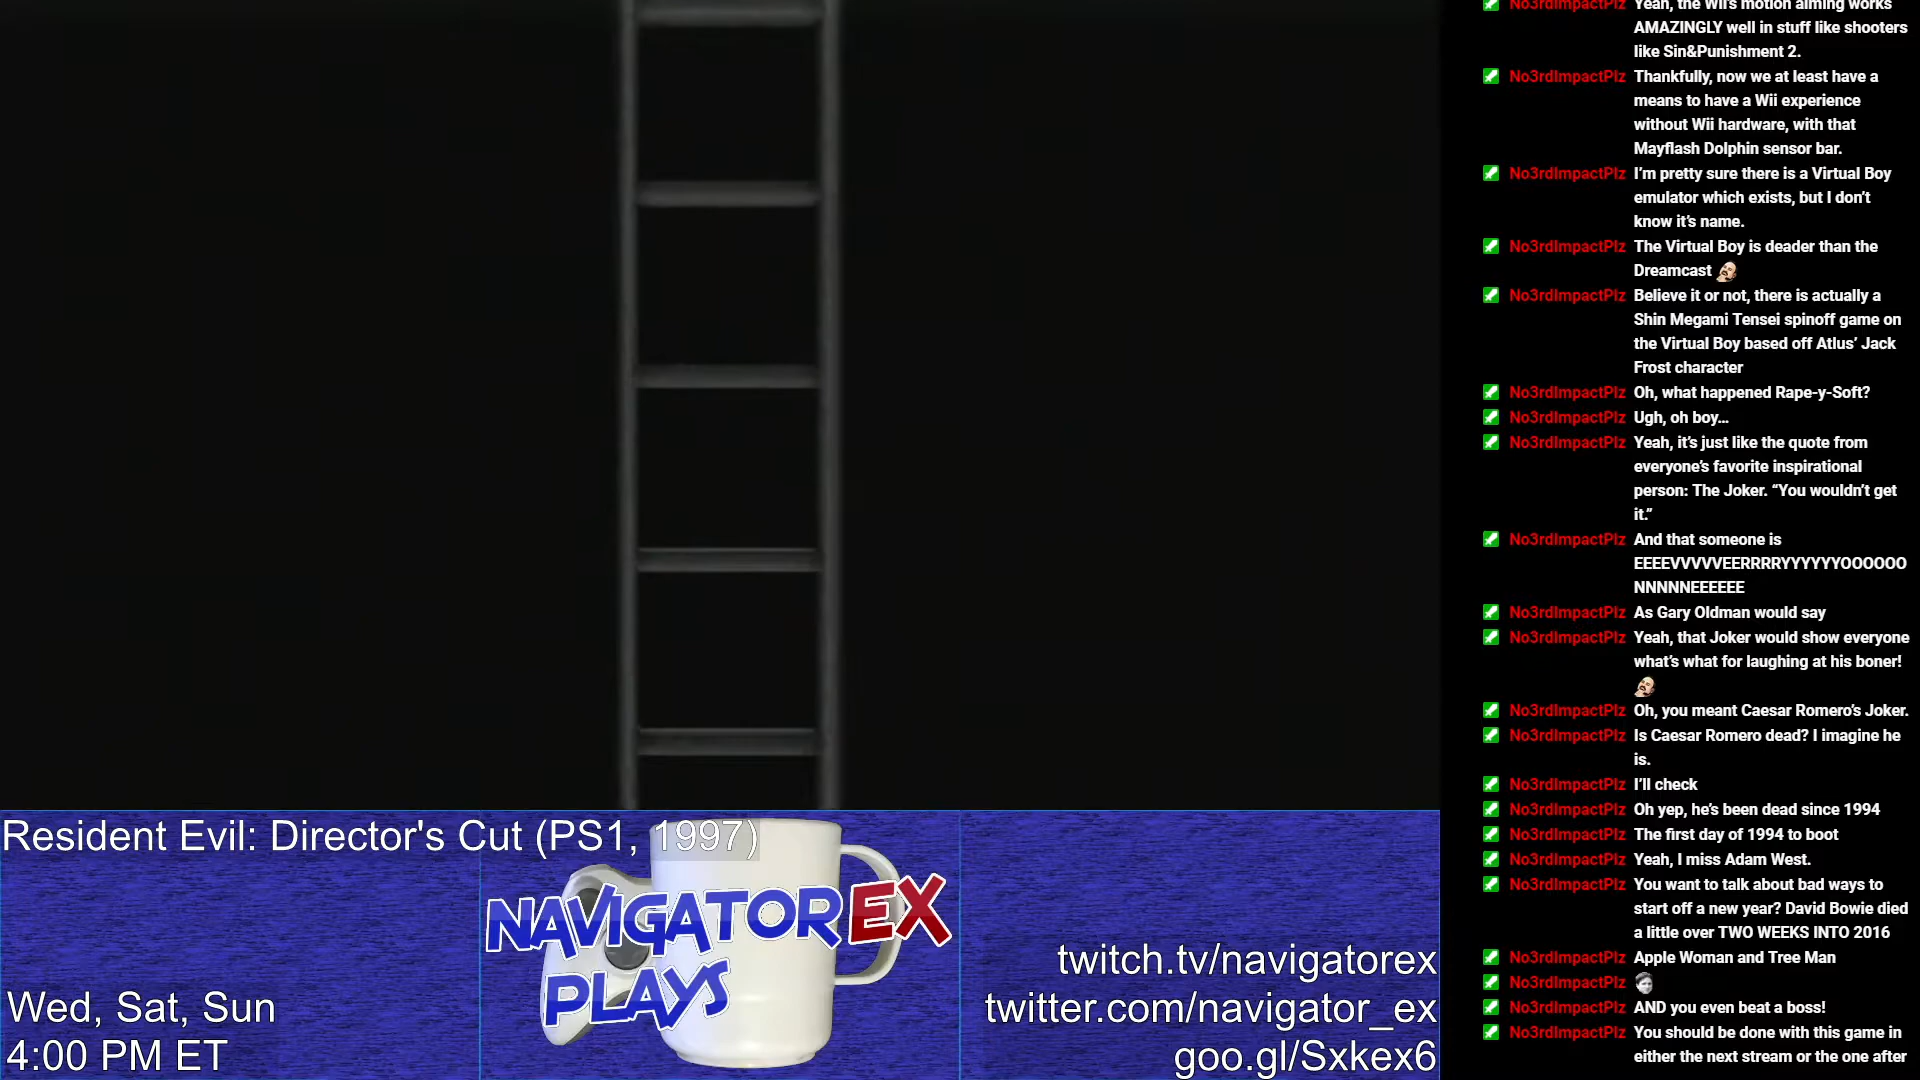 No3rdImpactPlz Yeah, the Wii's motion aiming works
AMAZINGLY well in stuff like shooters
like Sin&Punishment 2.
No3rdImpactPlz Thankfully, now we at least have a
means to have a Wii experience
without Wii hardware, with that
Mayflash Dolphin sensor bar.
No3rdImpactPlz I'm pretty sure there is a Virtual Boy
emulator which exists, but I don't
know it's name.
No3rdImpactPlz The Virtual Boy is deader than the
Dreamcast
No3rdImpactPlz Believe it or not, there is actually a
Shin Megami Tensei spinoff game on
the Virtual Boy based off Atlus' Jack
Frost character
No3rdImpactPlz Oh, what happened Rape-y-Soft?
No3rdImpactPlz Ugh, oh boy...
No3rdImpactPlz Yeah, it's just like the quote from
everyone's favorite inspirational
person: The Joker. “You wouldn't get
it.”
No3rdImpactPlz And that someone is
EEEEVVVVVEERRRRYYYYYYOOOOOO
NNNNNEEEEEE
No3rdImpactPlz As Gary Oldman would say
No3rdImpactPlz Yeah, that Joker would show everyone
what's what for laughing at his boner!
No3rdImpactPlz Oh, you meant Caesar Romero's Joker.
No3rdImpactPlz Is Caesar Romero dead? I imagine he
is.
No3rdImpactPlz I'll check
No3rdImpactPlz Oh yep, he's been dead since 1994
No3rdImpactPlz The first day of 1994 to boot
No3rdImpactPlz Yeah, I miss Adam West.
No3rdImpactPlz You want to talk about bad ways to
start off a new year? David Bowie died
a little over TWO WEEKS INTO 2016
No3rdImpactPlz Apple Woman and Tree Man
No3rdImpactPlz
No3rdImpactPlz AND you even beat a boss!
No3rdImpactPlz You should be done with this game in
either the next stream or the one after
Resident Evil: Director's Cut (PS1, 1997)
NAVIGATOR EX
PLAYS
Wed, Sat, Sun
4:00 PM ET
twitch.tv/navigatorex
twitter.com/navigator_ex
goo.gl/Sxkex6